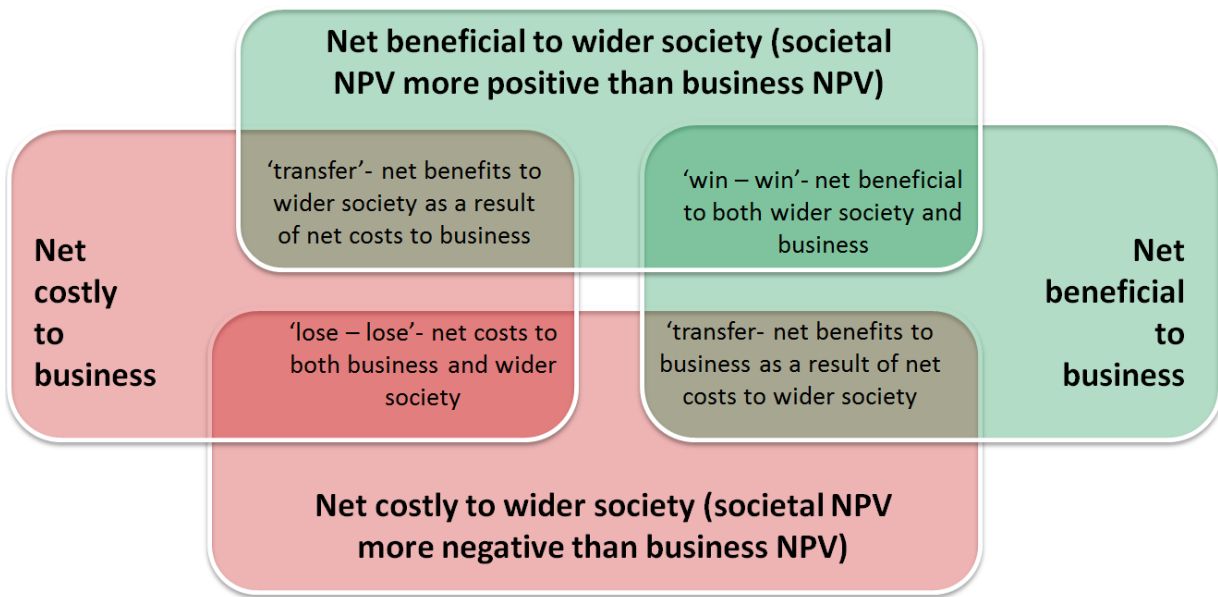 Net beneficial to wider society (societal
NPV more positive than business NPV)
‘transfer’- net benefits to
wider society as a result
of net costs to business
‘win – win’- net beneficial
to both wider society and
business
Net
costly
to
business
Net
beneficial
to
business
‘lose – lose’- net costs to
both business and wider
society
‘transfer- net benefits to
business as a result of net
costs to wider society
Net costly to wider society (societal NPV
more negative than business NPV)